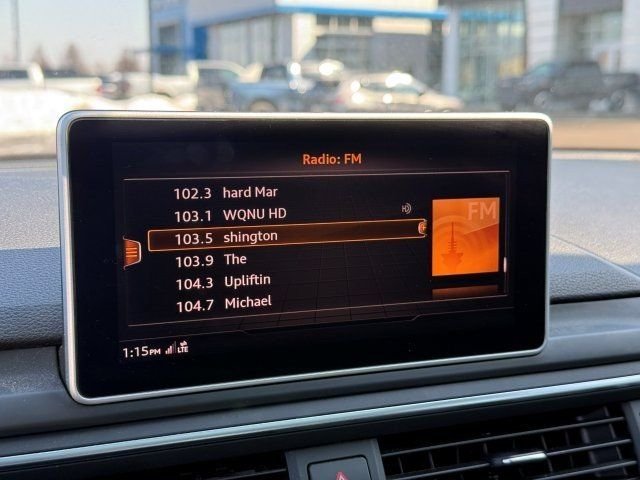 Radio: FM
102.3 hard Mar
103.1 WQNU HD
103.5 shington
FM
103.9 The
104.3 Upliftin
104.7 Michael
1:15PM LTE